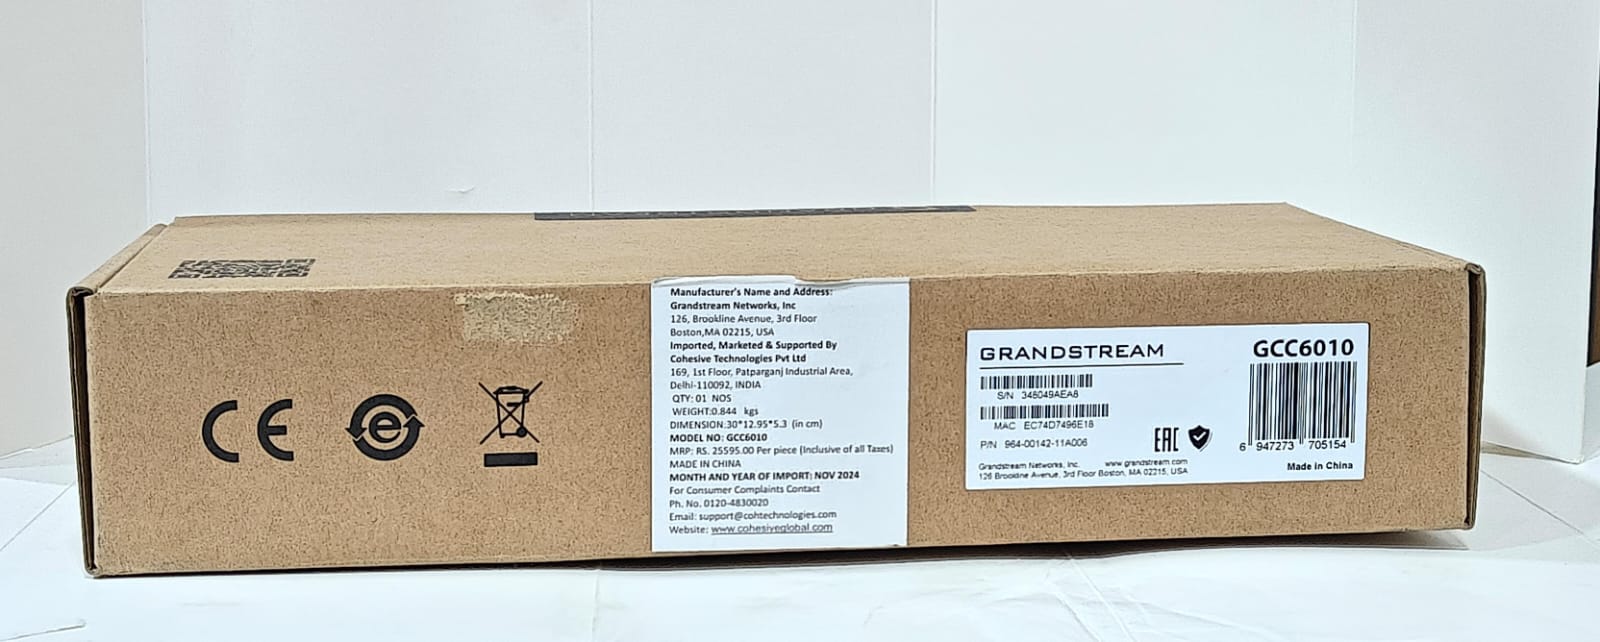 Manufacturer's Name and Address:
Grandstream Networks, Inc
126, Brookline Avenue, 3rd Floor
Boston,MA 02215, USA
Imported, Marketed & Supported By
Cohesive Technologies Pvt Ltd
169, 1st Floor, Patparganj Industrial Area,
Delhi-110092, INDIA
QTY: 01 NOS
WEIGHT:0.844 kgs
DIMENSION:30*12.95*5.3 (in cm)
MODEL NO: GCC6010
MRP: RS. 25595.00 Per piece (Inclusive of all Taxes)
MADE IN CHINA
MONTH AND YEAR OF IMPORT: NOV 2024
For Consumer Complaints Contact
Ph. No. 0120-4830020
Email: support@cohtechnologies.com
Website: www.cohesiveglobal.com
CE
e
GRANDSTREAM
GCC6010
S/N 348049AEA8
MAC EC74D7496E18
P/N 964-00142-11A006
EAC
6 947273 705154
Grandstream Networks, Inc. www.grandstream.com
126 Brookline Avenue, 3rd Floor Boston, MA 02215, USA
Made in China